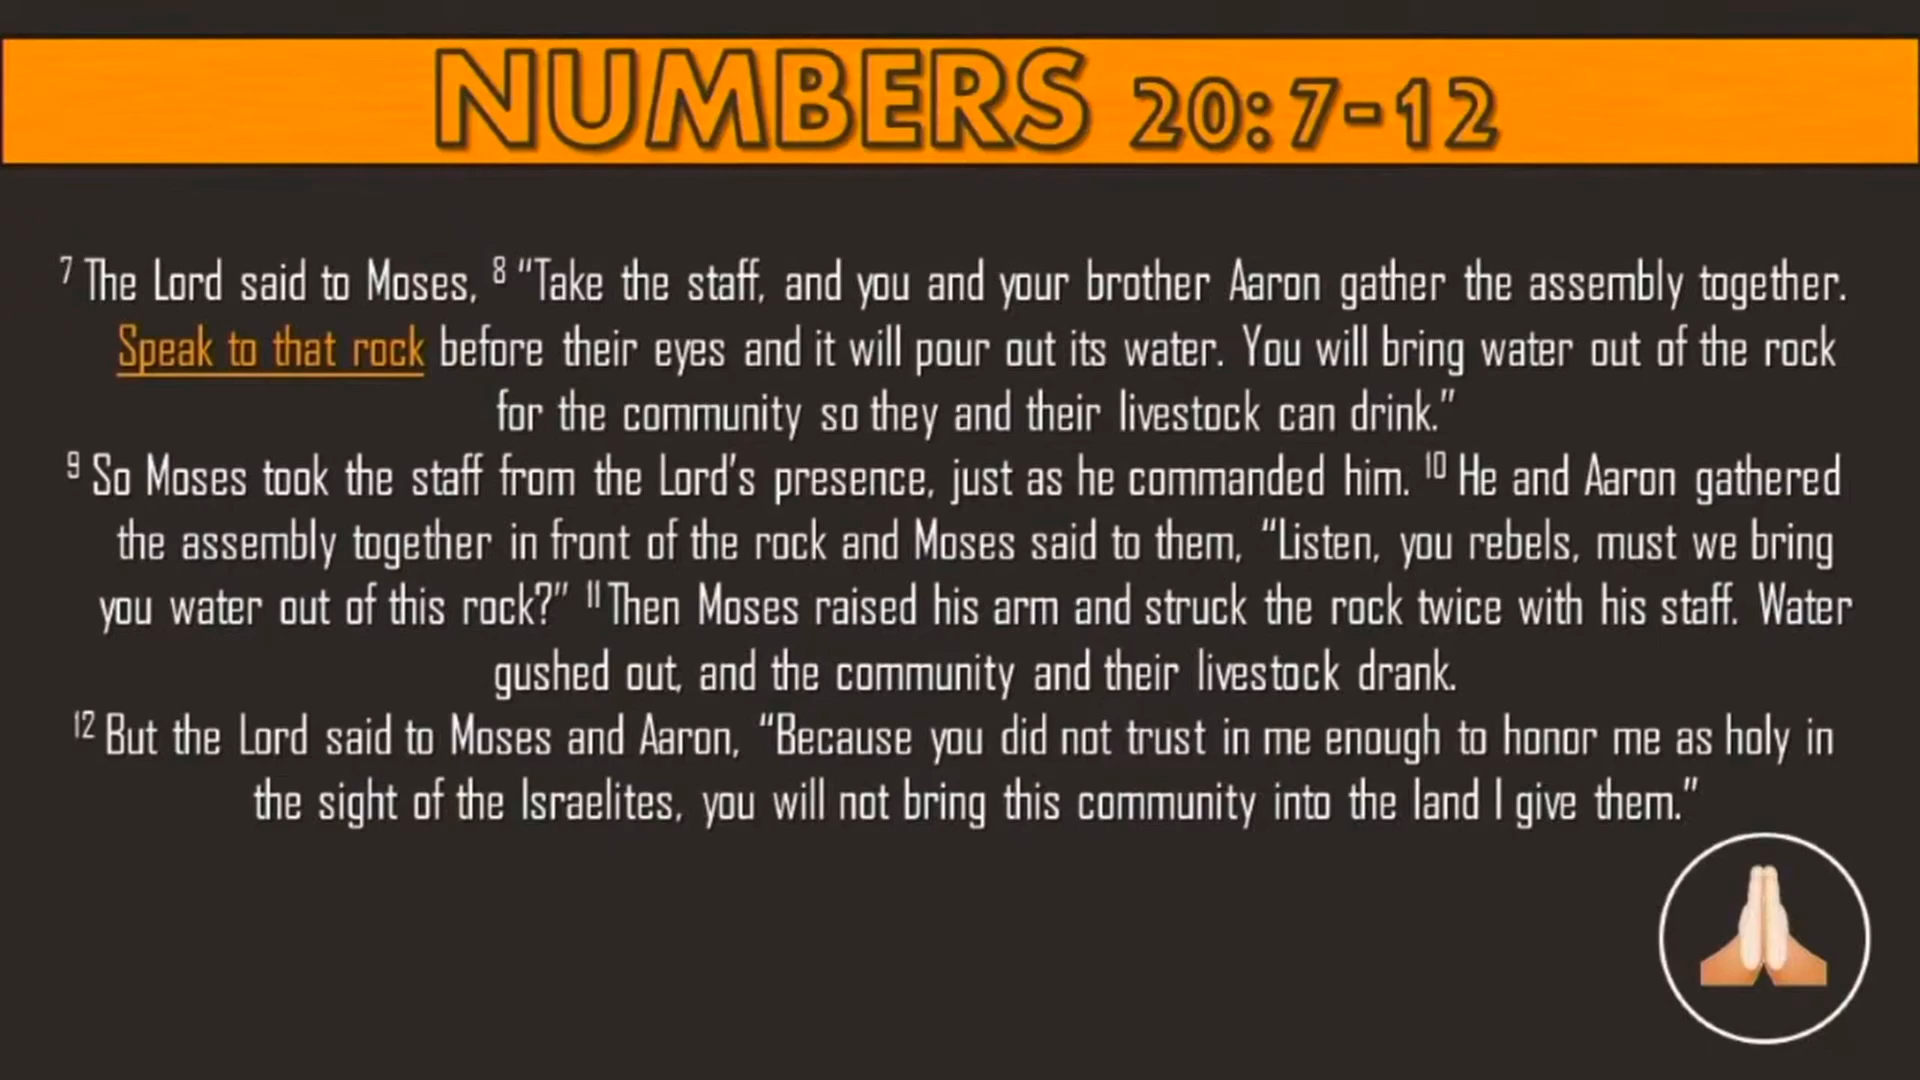 NUMBERS 20:7-12
7 The Lord said to Moses, 8 “Take the staff, and you and your brother Aaron gather the assembly together.
Speak to that rock before their eyes and it will pour out its water. You will bring water out of the rock
for the community so they and their livestock can drink.”
9 So Moses took the staff from the Lord’s presence, just as he commanded him. 10 He and Aaron gathered
the assembly together in front of the rock and Moses said to them, “Listen, you rebels, must we bring
you water out of this rock?” 11 Then Moses raised his arm and struck the rock twice with his staff. Water
gushed out, and the community and their livestock drank.
12 But the Lord said to Moses and Aaron, “Because you did not trust in me enough to honor me as holy in
the sight of the Israelites, you will not bring this community into the land I give them.”